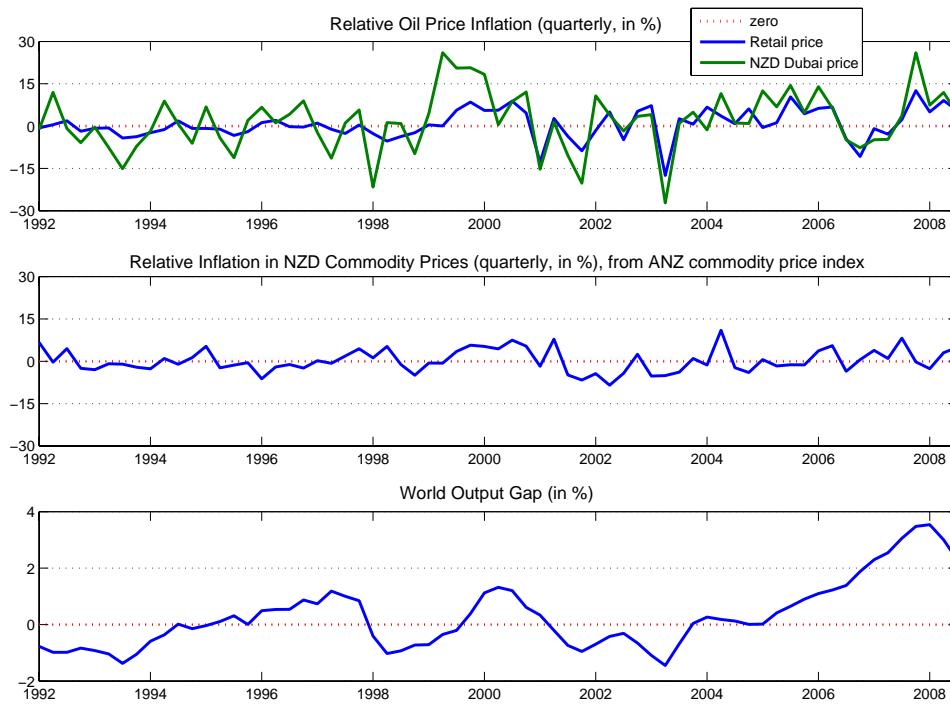 Relative Oil Price Inflation (quarterly, in %)
zero
Retail price
NZD Dubai price
30
15
0
−15
−30
1992 1994 1996 1998 2000 2002 2004 2006 2008
Relative Inflation in NZD Commodity Prices (quarterly, in %), from ANZ commodity price index
30
15
0
−15
−30
1992 1994 1996 1998 2000 2002 2004 2006 2008
World Output Gap (in %)
4
2
0
−2
1992 1994 1996 1998 2000 2002 2004 2006 2008